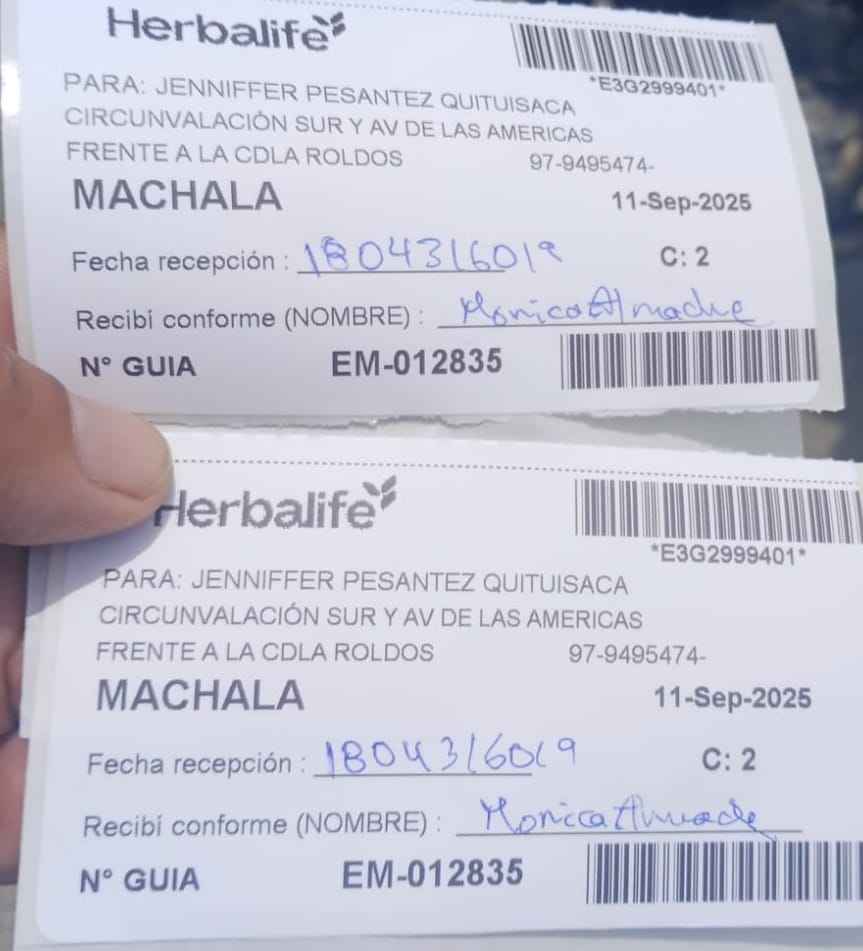 Herbalife
*E3G2999401*
PARA: JENNIFFER PESANTEZ QUITUISACA
CIRCUNVALACIÓN SUR Y AV DE LAS AMERICAS
FRENTE A LA CDLA ROLDOS 97-9495474-
MACHALA 11-Sep-2025
Fecha recepción : 1804316019 C: 2
Recibí conforme (NOMBRE) : Monica
N° GUIA EM-012835
Herbalife
*E3G2999401*
PARA: JENNIFFER PESANTEZ QUITUISACA
CIRCUNVALACIÓN SUR Y AV DE LAS AMERICAS
FRENTE A LA CDLA ROLDOS 97-9495474-
MACHALA 11-Sep-2025
Fecha recepción : 1804316019 C: 2
Recibí conforme (NOMBRE) : Monica
N° GUIA EM-012835